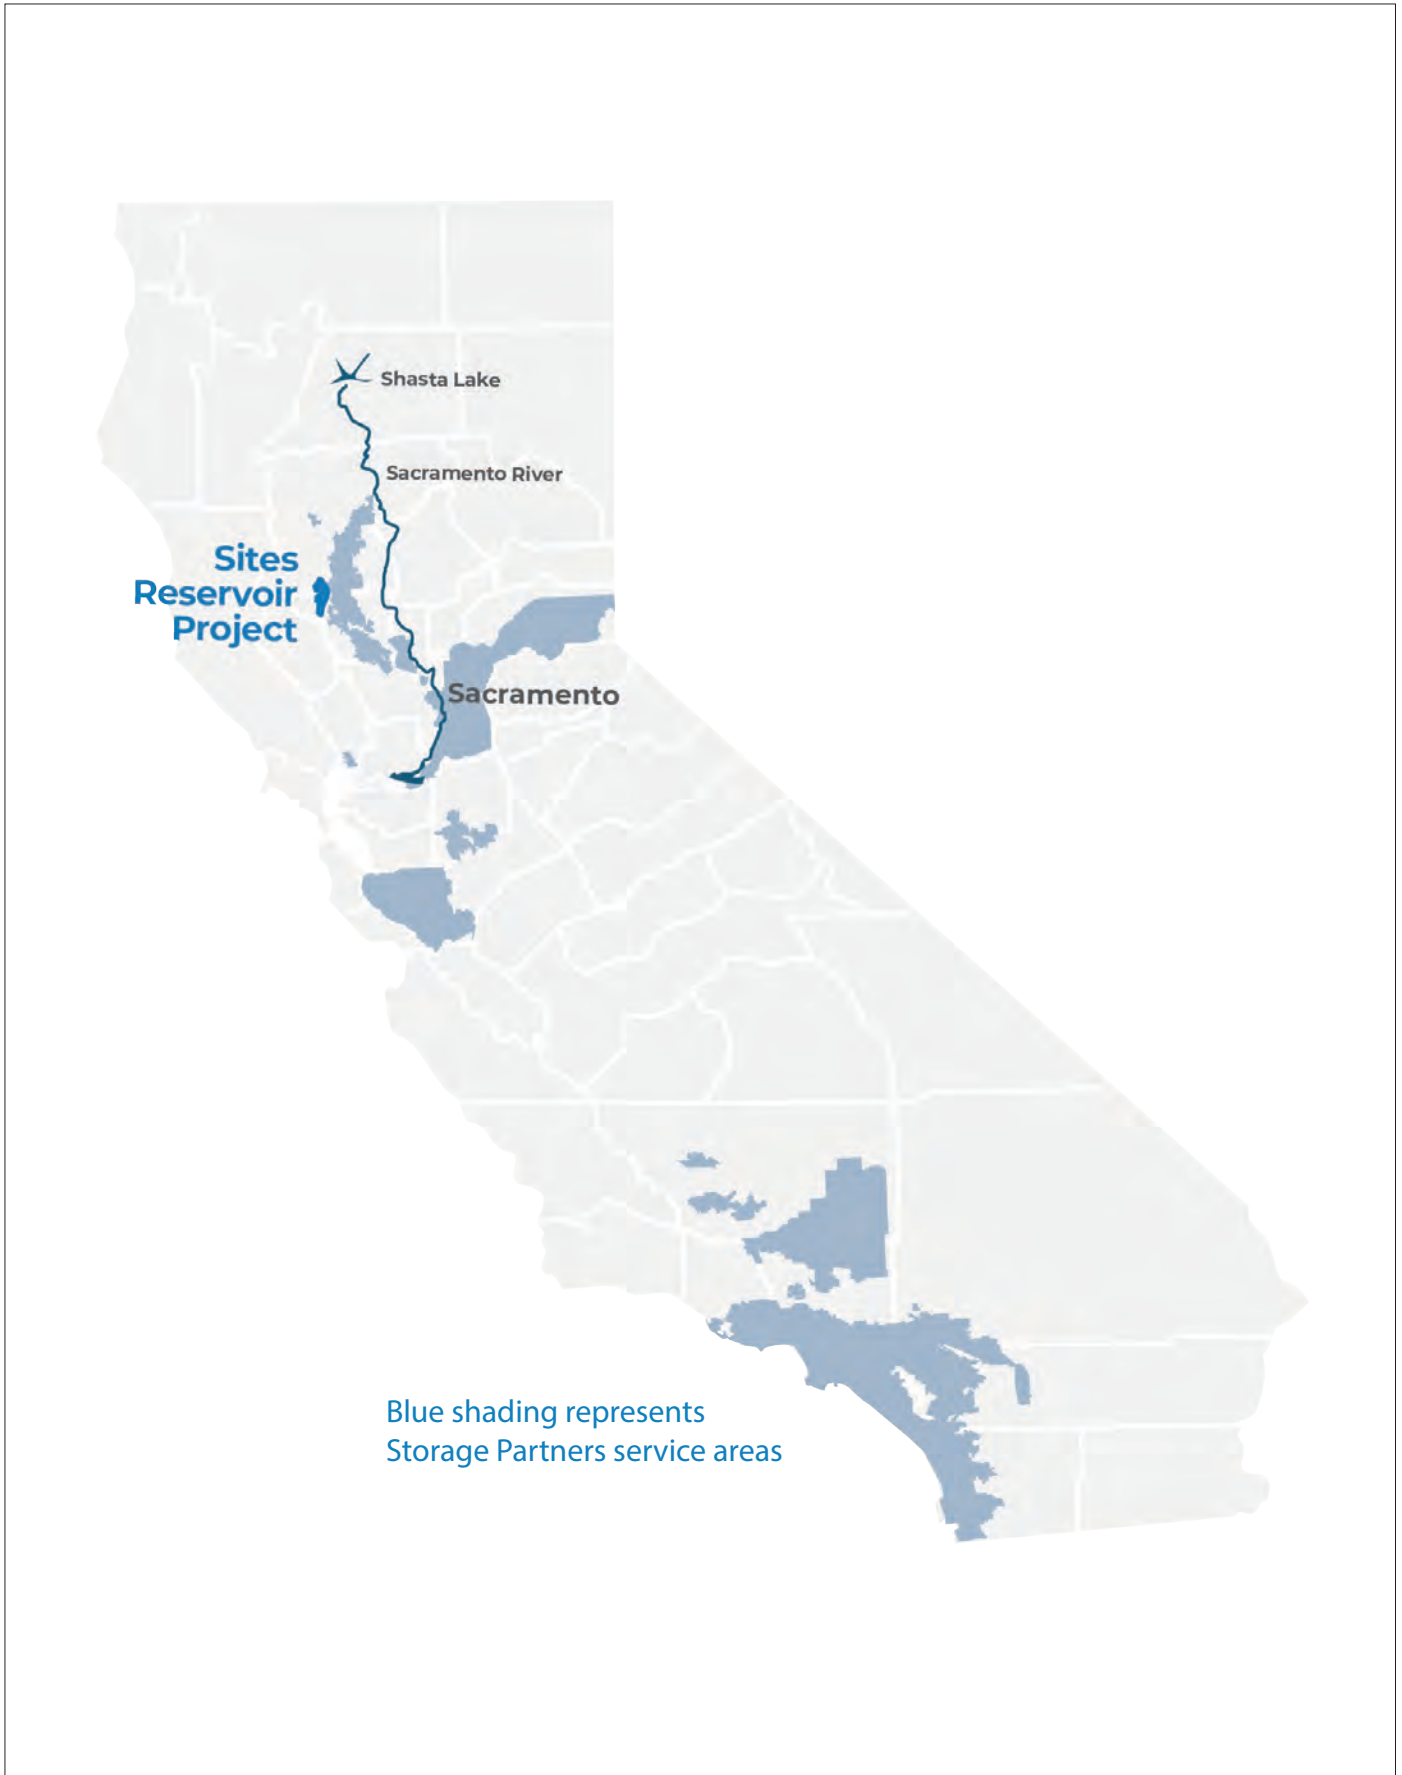 Shasta Lake
Sacramento River
Sites
Reservoir
Project
Sacramento
Blue shading represents
Storage Partners service areas